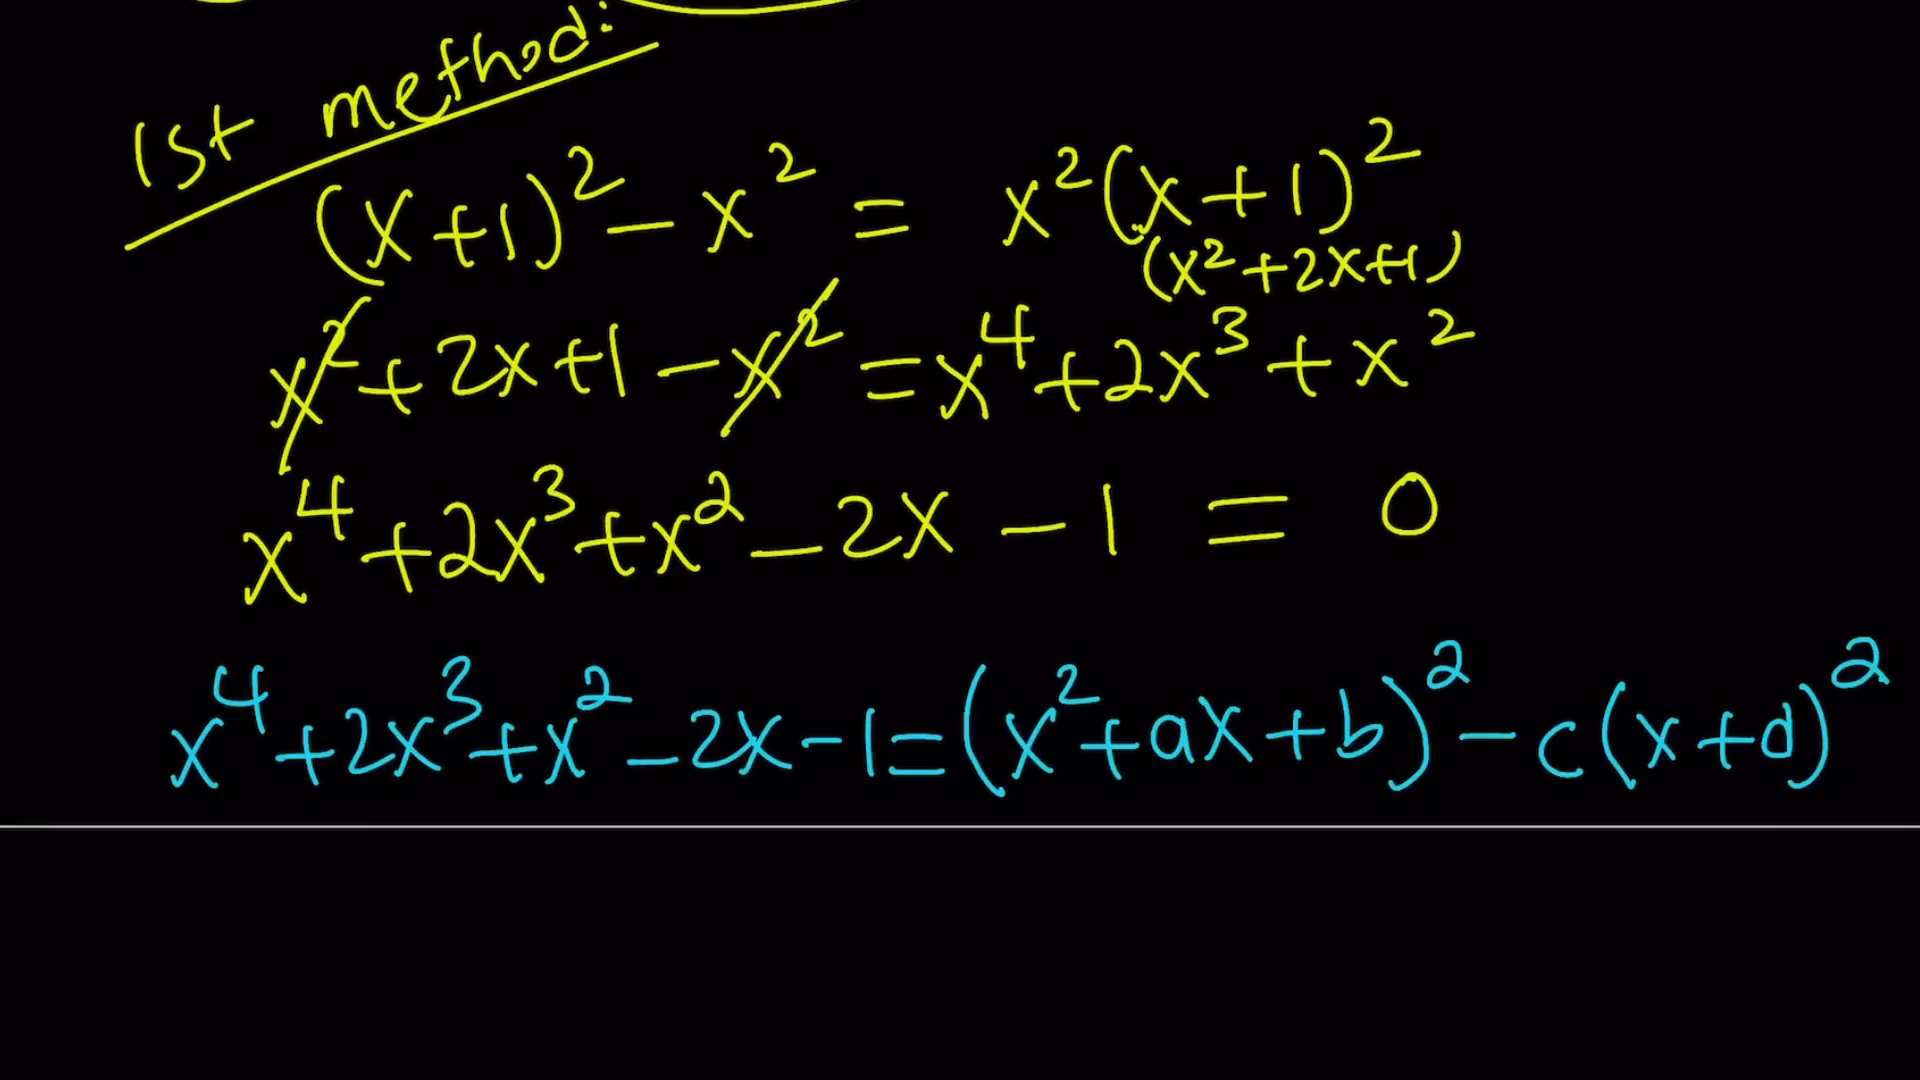 1st method:
(x+1)² − x² = x²(x+1)²
(x²+2x+1)
x²+2x+1 − x² = x⁴+2x³+x²
x⁴+2x³+x²−2x−1 = 0
x⁴+2x³+x²−2x−1=(x²+ax+b)²−c(x+d)²